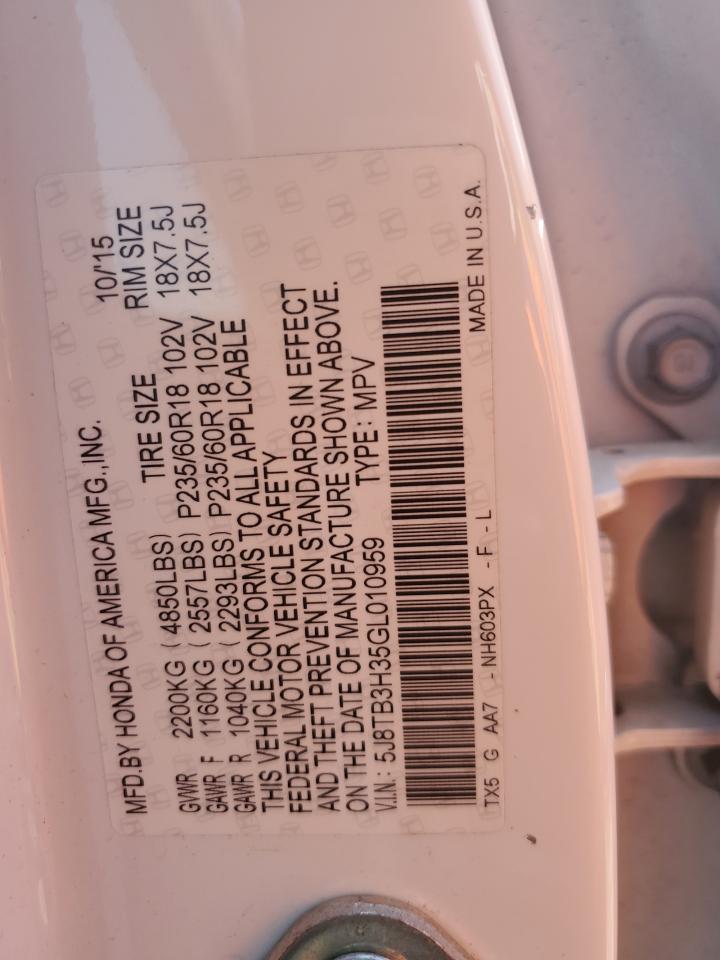 MFD.BY HONDA OF AMERICA MFG.,INC. 10/'15
TIRE SIZE RIM SIZE
GVWR 2200KG ( 4850LBS)
GAWR F 1160KG ( 2557LBS) P235/60R18 102V 18X7.5J
GAWR R 1040KG ( 2293LBS) P235/60R18 102V 18X7.5J
THIS VEHICLE CONFORMS TO ALL APPLICABLE
FEDERAL MOTOR VEHICLE SAFETY
AND THEFT PREVENTION STANDARDS IN EFFECT
ON THE DATE OF MANUFACTURE SHOWN ABOVE.
V.I.N.: 5J8TB3H35GL010959 TYPE: MPV
TX5 G AA7 - NH603PX - F - L MADE IN U.S.A.